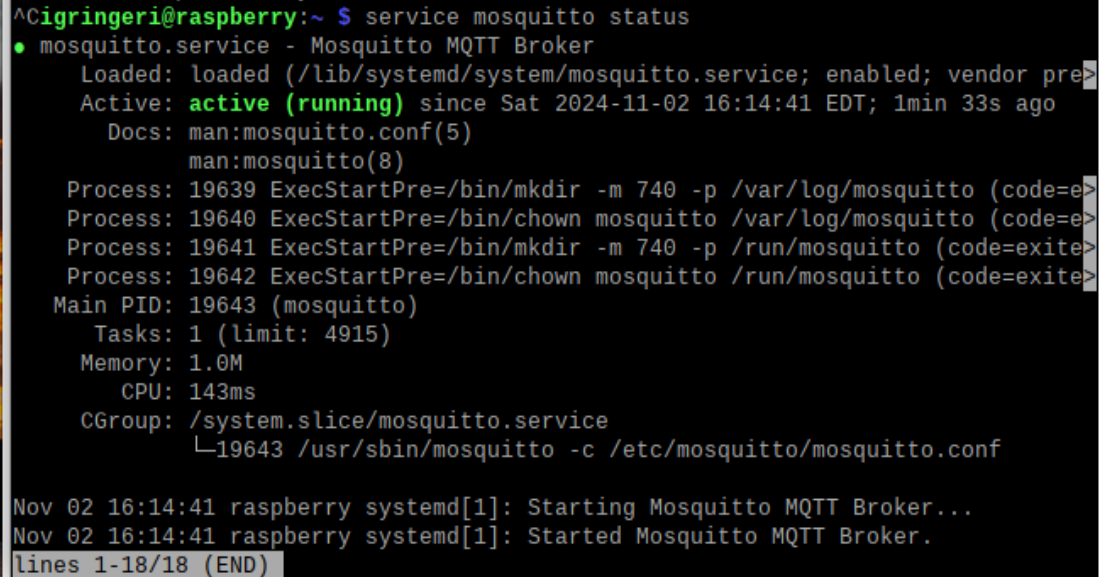 ^Cigringeri@raspberry:~ $ service mosquitto status
● mosquitto.service - Mosquitto MQTT Broker
     Loaded: loaded (/lib/systemd/system/mosquitto.service; enabled; vendor pre>
     Active: active (running) since Sat 2024-11-02 16:14:41 EDT; 1min 33s ago
       Docs: man:mosquitto.conf(5)
             man:mosquitto(8)
    Process: 19639 ExecStartPre=/bin/mkdir -m 740 -p /var/log/mosquitto (code=e>
    Process: 19640 ExecStartPre=/bin/chown mosquitto /var/log/mosquitto (code=e>
    Process: 19641 ExecStartPre=/bin/mkdir -m 740 -p /run/mosquitto (code=exite>
    Process: 19642 ExecStartPre=/bin/chown mosquitto /run/mosquitto (code=exite>
   Main PID: 19643 (mosquitto)
      Tasks: 1 (limit: 4915)
     Memory: 1.0M
        CPU: 143ms
     CGroup: /system.slice/mosquitto.service
             └─19643 /usr/sbin/mosquitto -c /etc/mosquitto/mosquitto.conf

Nov 02 16:14:41 raspberry systemd[1]: Starting Mosquitto MQTT Broker...
Nov 02 16:14:41 raspberry systemd[1]: Started Mosquitto MQTT Broker.
lines 1-18/18 (END)